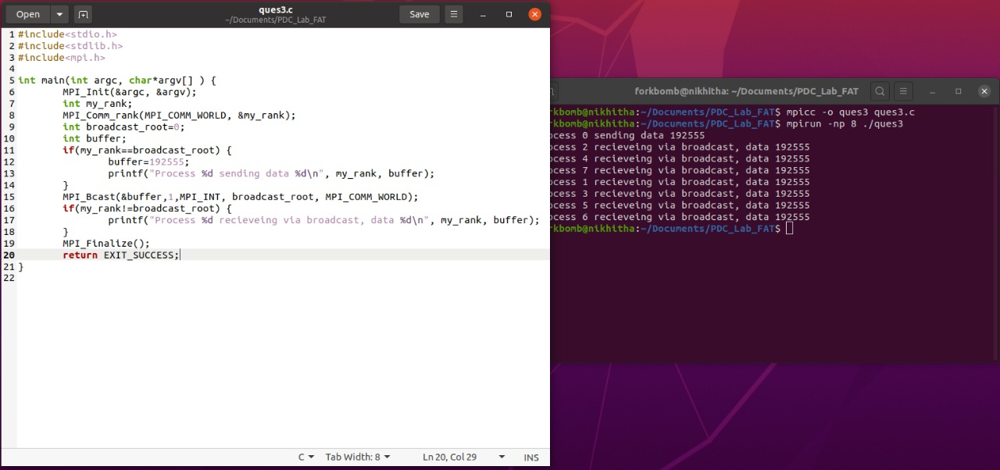 Open
ques3.c
~/Documents/PDC_Lab_FAT
Save
1 #include<stdio.h>
2 #include<stdlib.h>
3 #include<mpi.h>
4
5 int main(int argc, char*argv[] ) {
6 MPI_Init(&argc, &argv);
7 int my_rank;
8 MPI_Comm_rank(MPI_COMM_WORLD, &my_rank);
9 int broadcast_root=0;
10 int buffer;
11 if(my_rank==broadcast_root) {
12 buffer=192555;
13 printf("Process %d sending data %d\n", my_rank, buffer);
14 }
15 MPI_Bcast(&buffer,1,MPI_INT, broadcast_root, MPI_COMM_WORLD);
16 if(my_rank!=broadcast_root) {
17 printf("Process %d recieveing via broadcast, data %d\n", my_rank, buffer);
18 }
19 MPI_Finalize();
20 return EXIT_SUCCESS;
21 }
22
C
Tab Width: 8
Ln 20, Col 29
INS
forkbomb@nikhitha: ~/Documents/PDC_Lab_FAT
rkbomb@nikhitha:~/Documents/PDC_Lab_FAT$ mpicc -o ques3 ques3.c
rkbomb@nikhitha:~/Documents/PDC_Lab_FAT$ mpirun -np 8 ./ques3
ocess 0 sending data 192555
ocess 2 recieveing via broadcast, data 192555
ocess 4 recieveing via broadcast, data 192555
ocess 7 recieveing via broadcast, data 192555
ocess 1 recieveing via broadcast, data 192555
ocess 3 recieveing via broadcast, data 192555
ocess 5 recieveing via broadcast, data 192555
ocess 6 recieveing via broadcast, data 192555
rkbomb@nikhitha:~/Documents/PDC_Lab_FAT$